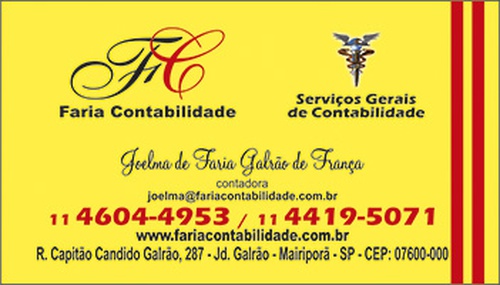 FC
Faria Contabilidade
Serviços Gerais
de Contabilidade
Joelma de Faria Galrão de França
contadora
joelma@fariacontabilidade.com.br
11 4604-4953 / 11 4419-5071
www.fariacontabilidade.com.br
R. Capitão Candido Galrão, 287 - Jd. Galrão - Mairiporã - SP - CEP: 07600-000